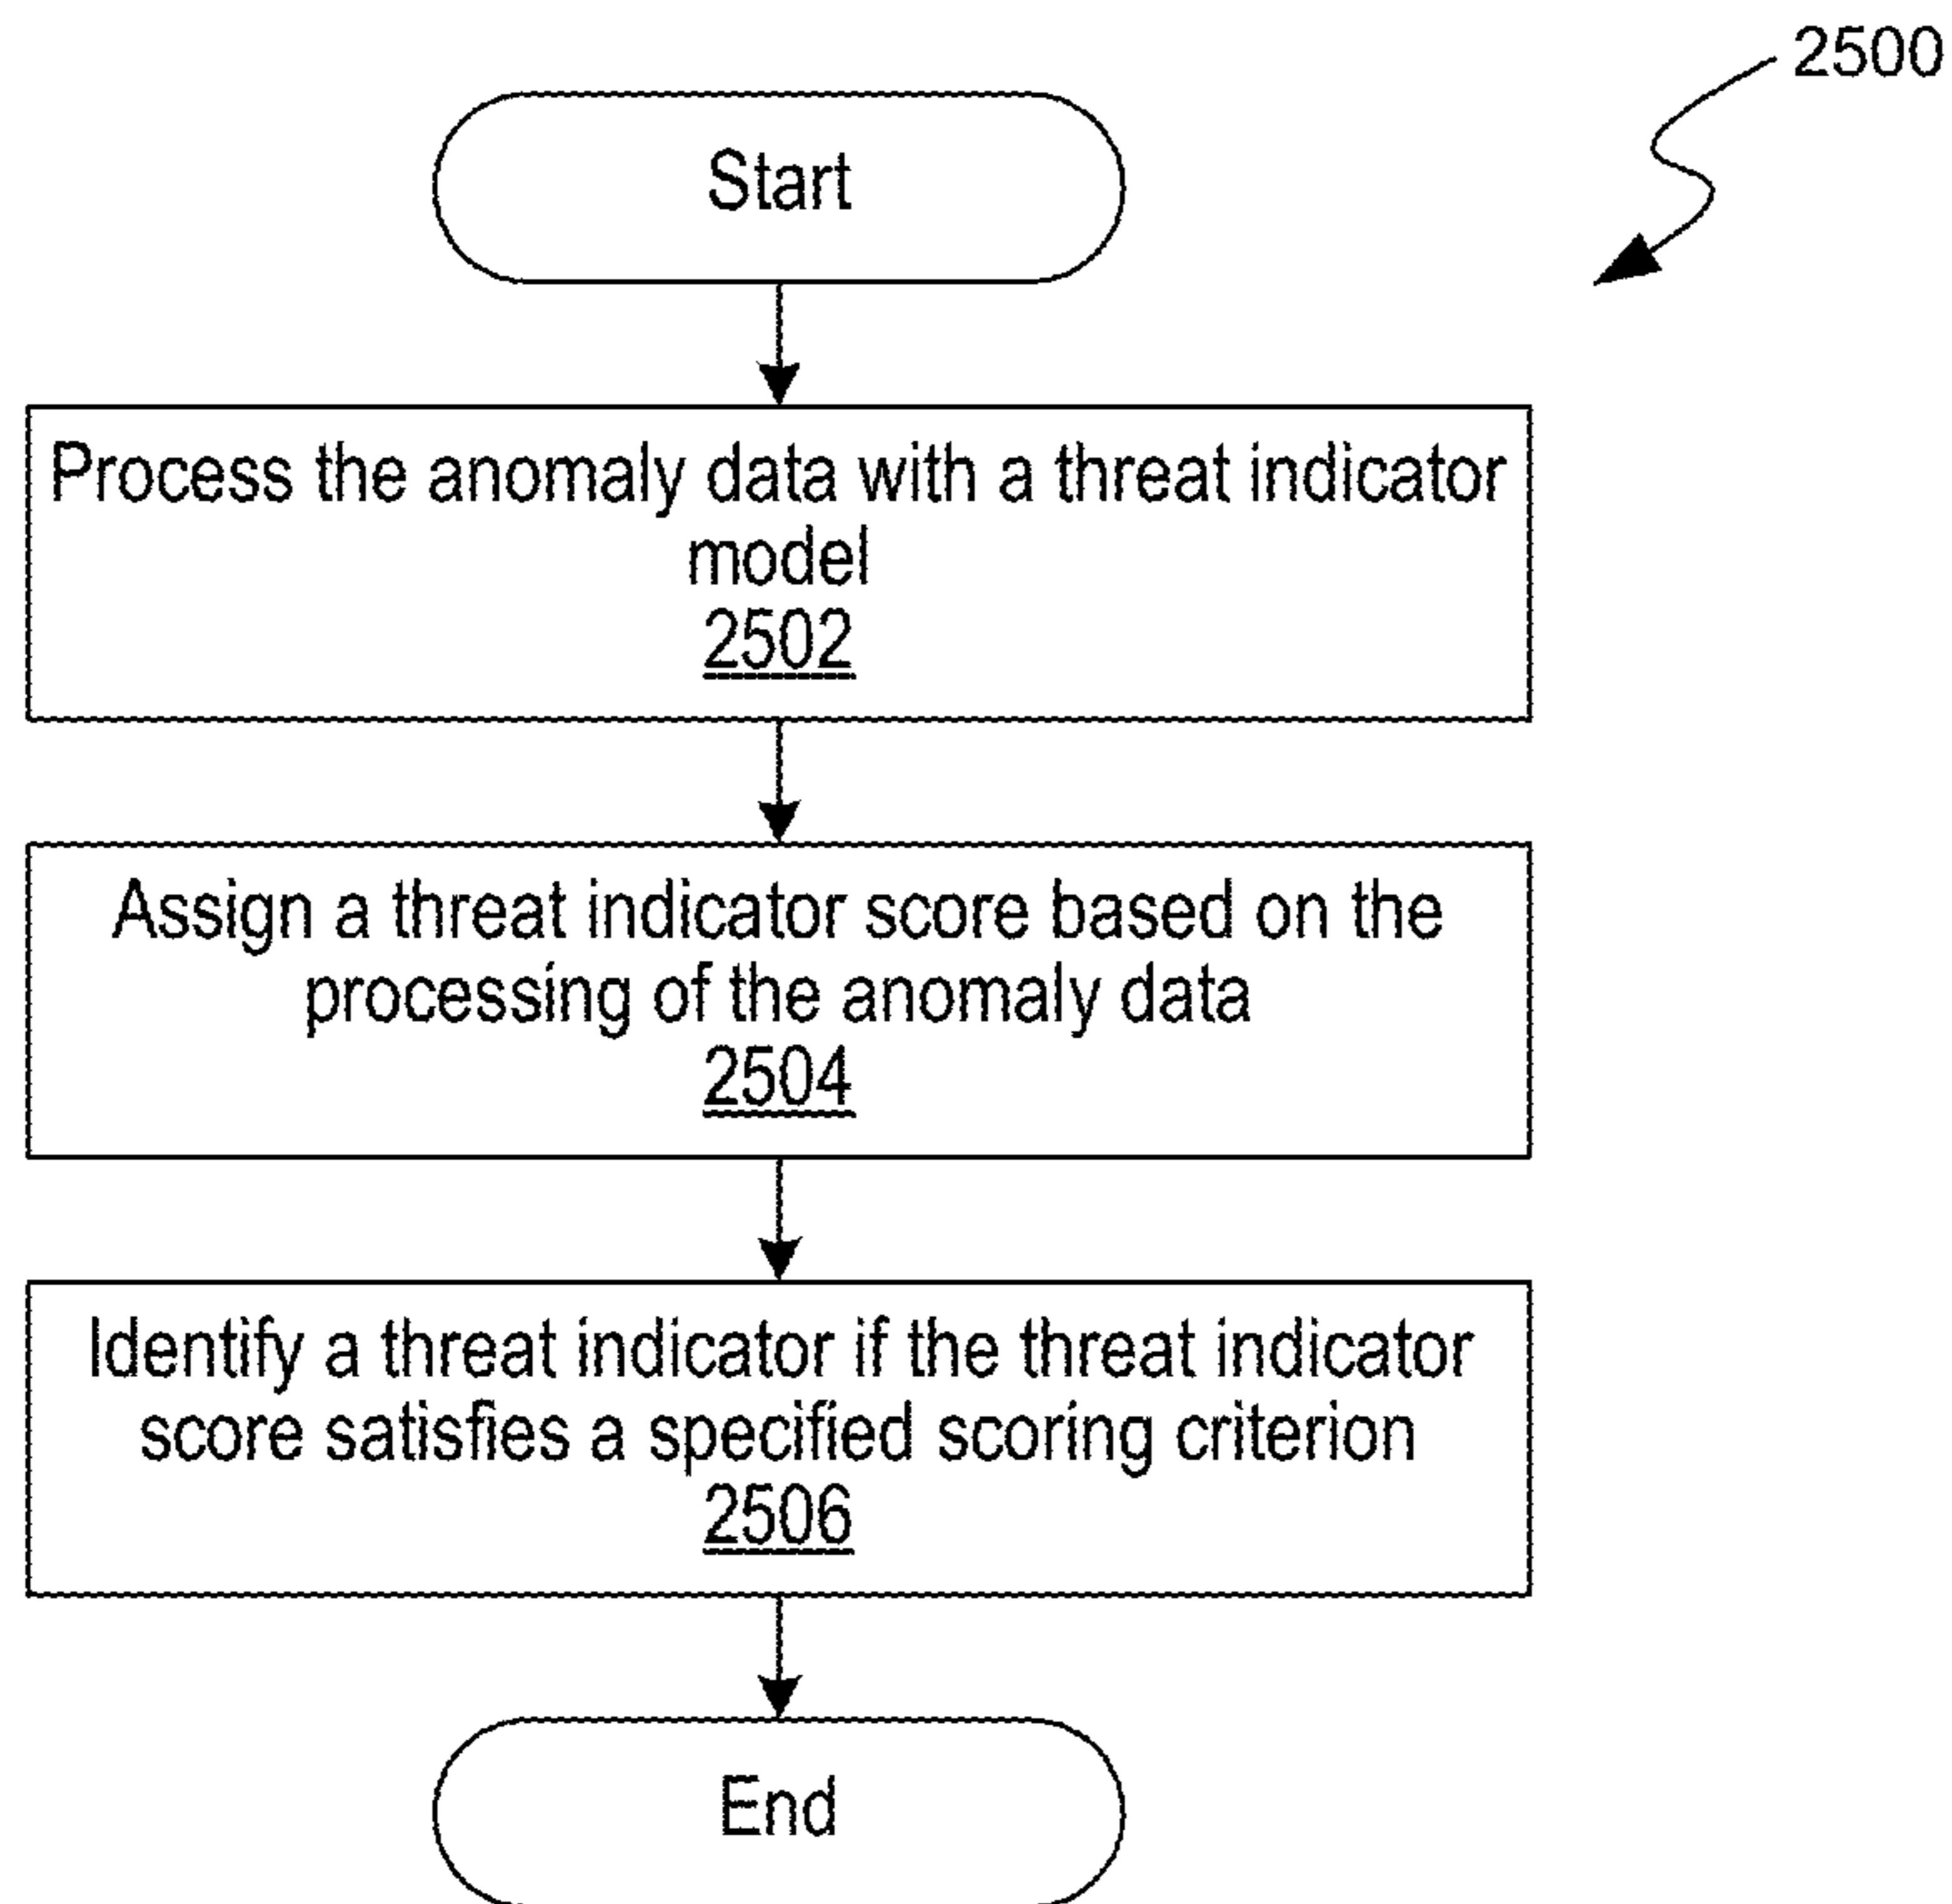 2500
Start
Process the anomaly data with a threat indicator
model
2502
Assign a threat indicator score based on the
processing of the anomaly data
2504
Identify a threat indicator if the threat indicator
score satisfies a specified scoring criterion
2506
End